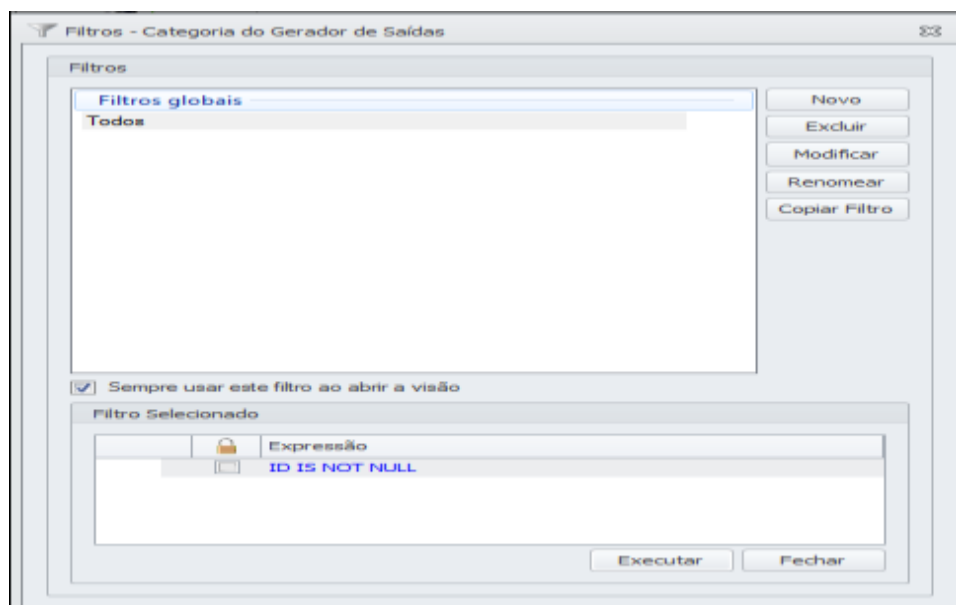 Filtros - Categoria do Gerador de Saídas
Filtros
Filtros globais
Todos
Novo
Excluir
Modificar
Renomear
Copiar Filtro
Sempre usar este filtro ao abrir a visão
Filtro Selecionado
Expressão
ID IS NOT NULL
Executar
Fechar